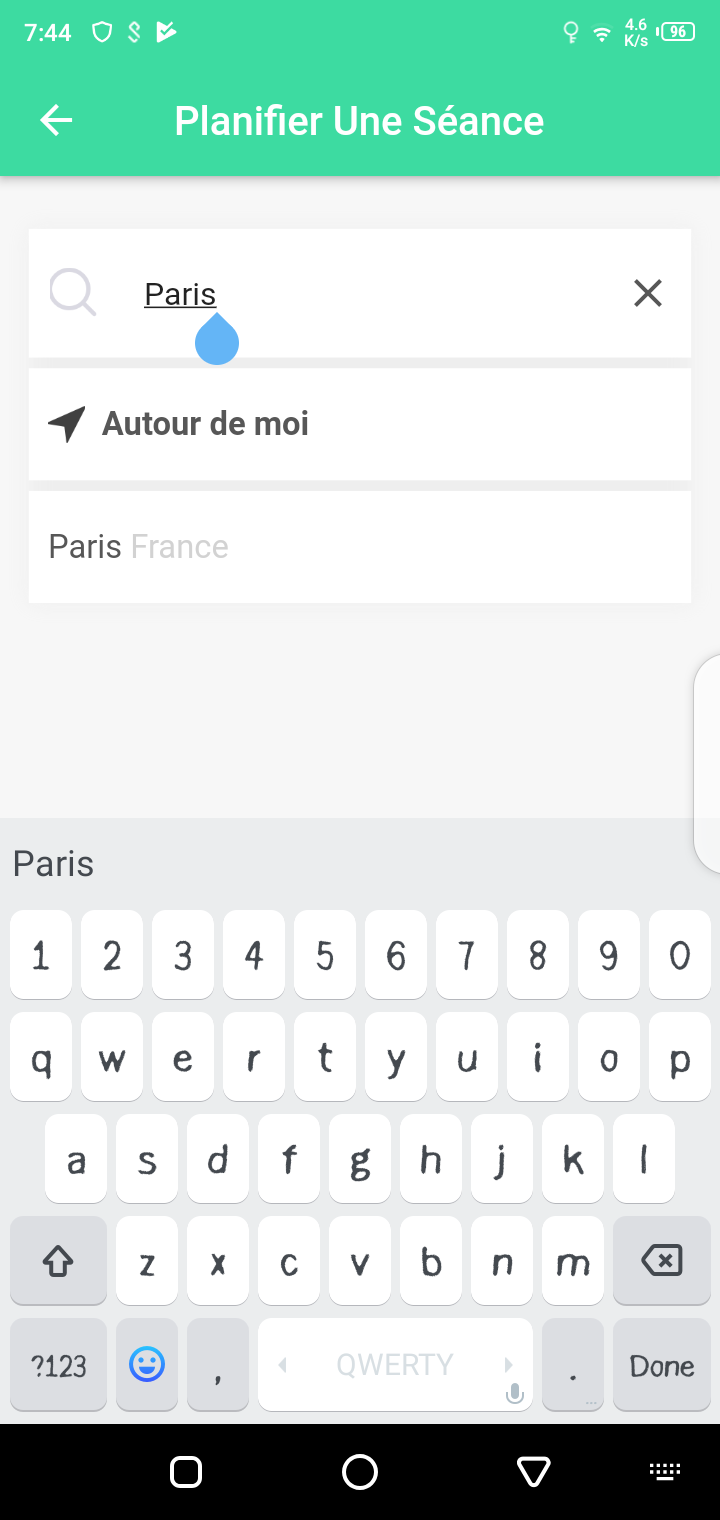 7:44 4.6 K/s 96
Planifier Une Séance
Paris
Autour de moi
Paris France
Paris
1 2 3 4 5 6 7 8 9 0
q w e r t y u i o p
a s d f g h j k l
z x c v b n m
?123 , QWERTY . Done